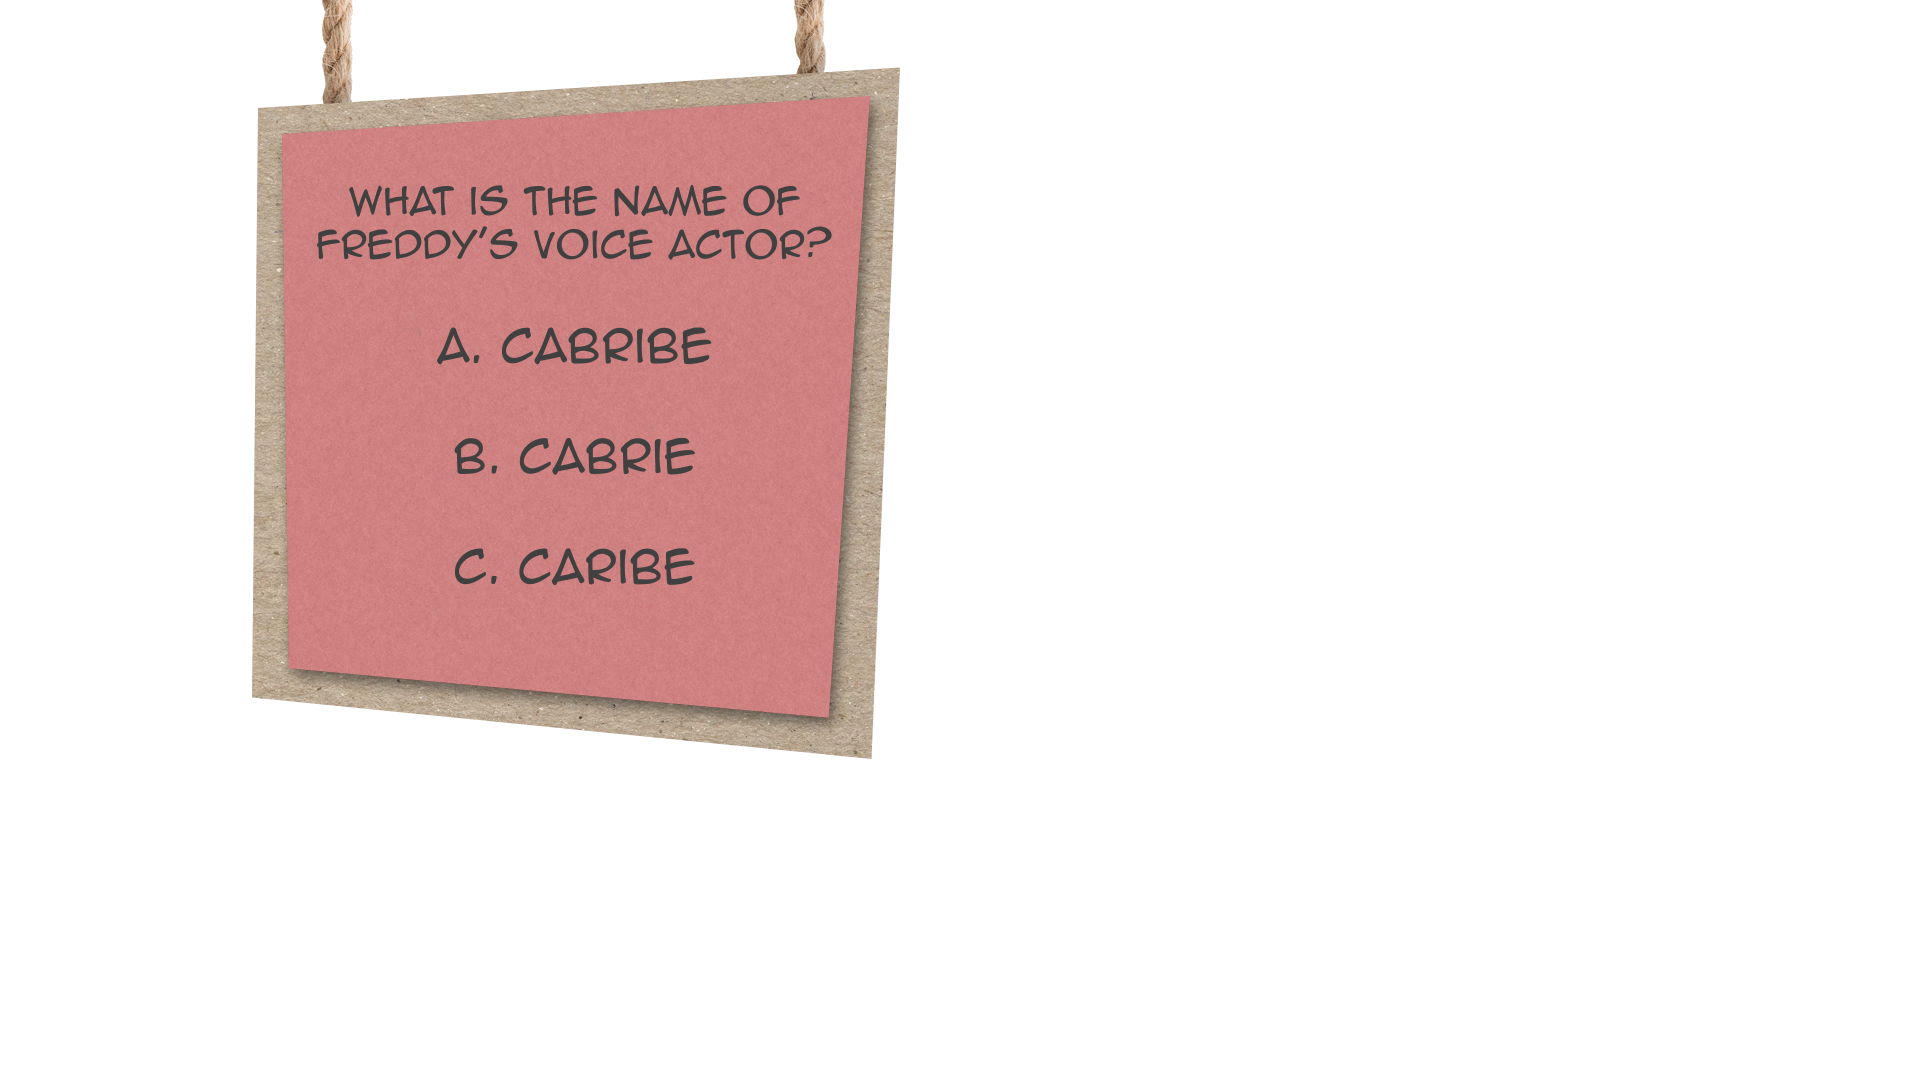 WHAT IS THE NAME OF
FREDDY'S VOICE ACTOR?
A. CABRIBE
B. CABRIE
C. CARIBE